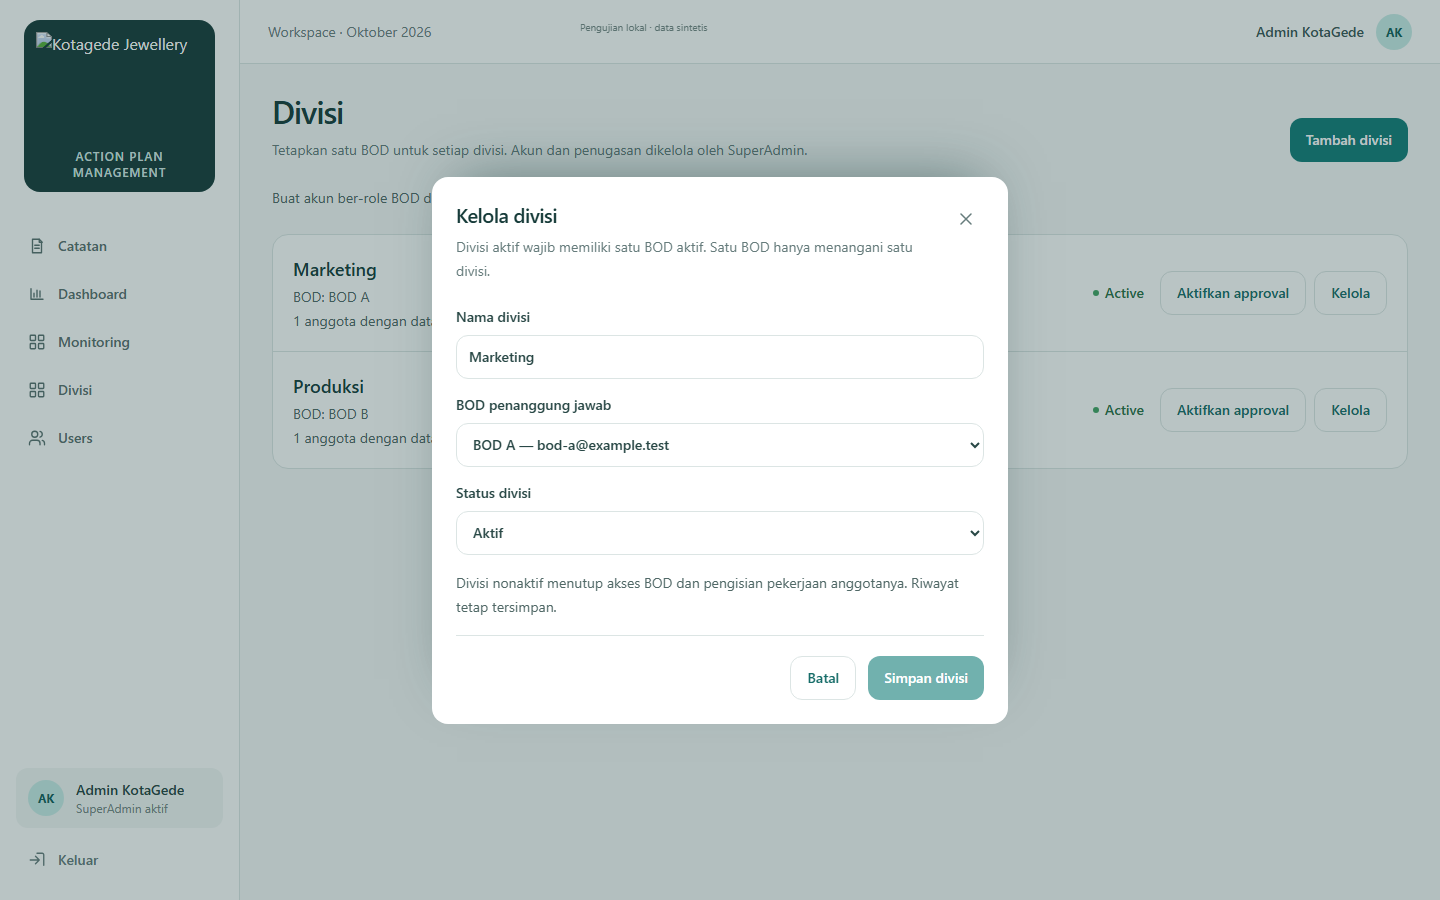 Kotagede Jewellery
ACTION PLAN
MANAGEMENT
Catatan
Dashboard
Monitoring
Divisi
Users
AK
Admin KotaGede
SuperAdmin aktif
Keluar
Workspace · Oktober 2026
Pengujian lokal · data sintetis
Admin KotaGede
AK
Divisi
Tetapkan satu BOD untuk setiap divisi. Akun dan penugasan dikelola oleh SuperAdmin.
Tambah divisi
Buat akun ber-role BOD d
Marketing
BOD: BOD A
1 anggota dengan data
Active
Aktifkan approval
Kelola
Produksi
BOD: BOD B
1 anggota dengan data
Active
Aktifkan approval
Kelola
Kelola divisi
Divisi aktif wajib memiliki satu BOD aktif. Satu BOD hanya menangani satu
divisi.
Nama divisi
Marketing
BOD penanggung jawab
BOD A — bod-a@example.test
Status divisi
Aktif
Divisi nonaktif menutup akses BOD dan pengisian pekerjaan anggotanya. Riwayat
tetap tersimpan.
Batal
Simpan divisi